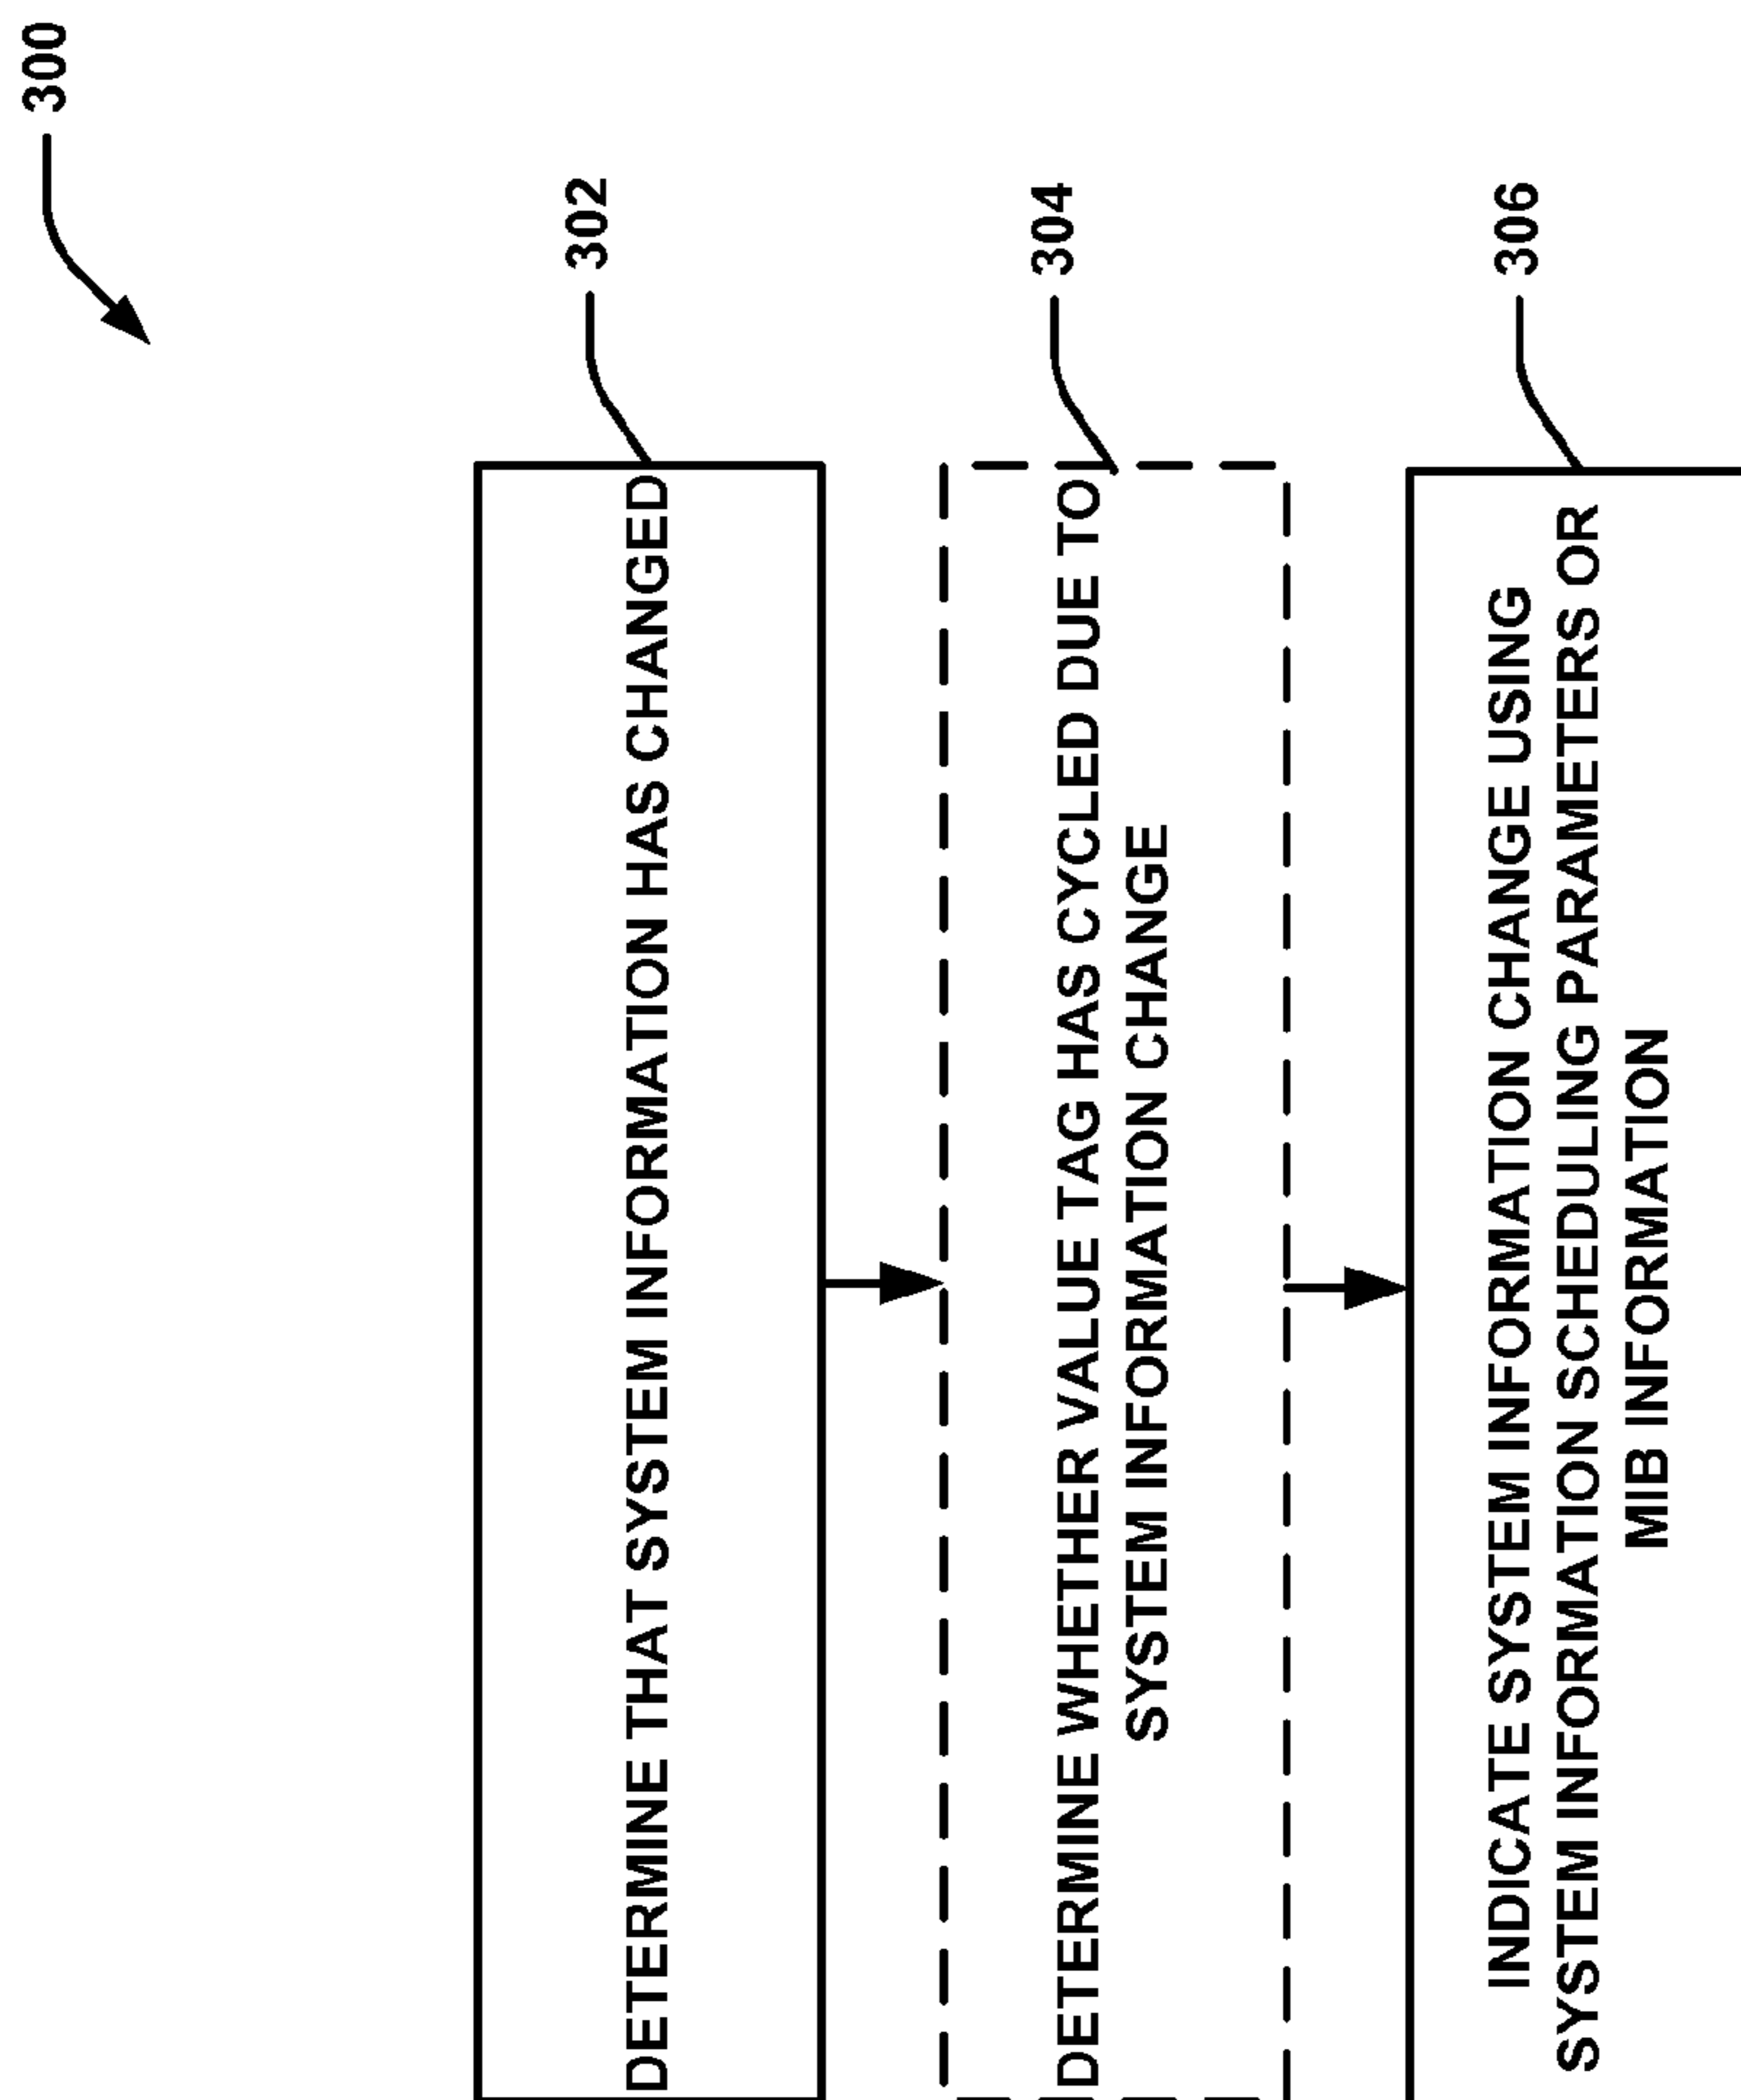 300
302
DETERMINE THAT SYSTEM INFORMATION HAS CHANGED
304
DETERMINE WHETHER VALUE TAG HAS CYCLED DUE TO
SYSTEM INFORMATION CHANGE
306
INDICATE SYSTEM INFORMATION CHANGE USING
SYSTEM INFORMATION SCHEDULING PARAMETERS OR
MIB INFORMATION